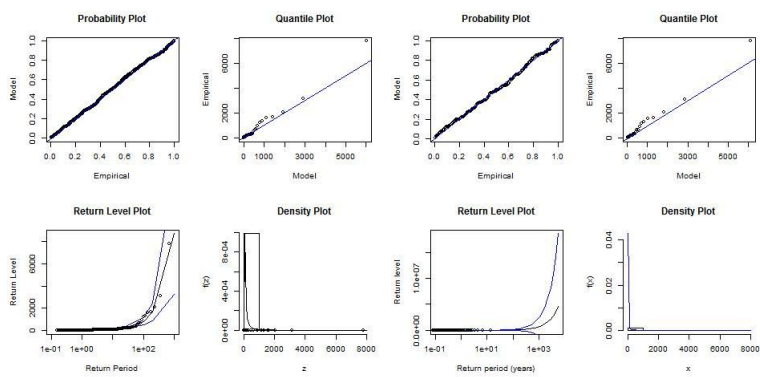 Probability Plot
Model
0.0 0.2 0.4 0.6 0.8 1.0
0.0 0.2 0.4 0.6 0.8 1.0
Empirical
Quantile Plot
Empirical
2000 6000
0 1000 3000 5000
Model
Probability Plot
Model
0.0 0.2 0.4 0.6 0.8 1.0
0.0 0.2 0.4 0.6 0.8 1.0
Empirical
Quantile Plot
Empirical
0 2000 6000
0 1000 3000 5000
Model
Return Level Plot
Return Level
0 2000 6000
1e-01 1e+00 1e+02
Return Period
Density Plot
f(z)
0e+00 4e-04 8e-04
0 2000 4000 6000 8000
z
Return Level Plot
Return level
0.0e+00 1.0e+07
1e-01 1e+01 1e+03
Return period (years)
Density Plot
f(x)
0.00 0.02 0.04
0 2000 4000 6000 8000
x